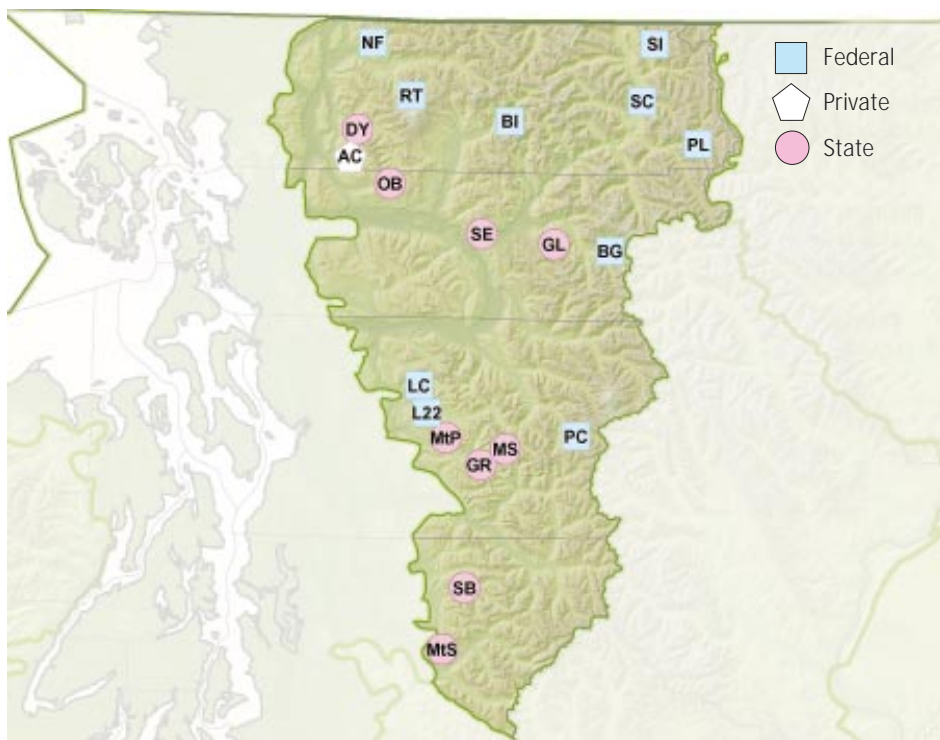 NF
SI
Federal
RT
SC
Private
BI
DY
PL
State
AC
OB
SE
GL
BG
LC
L22
MtP
PC
MS
GR
SB
MtS